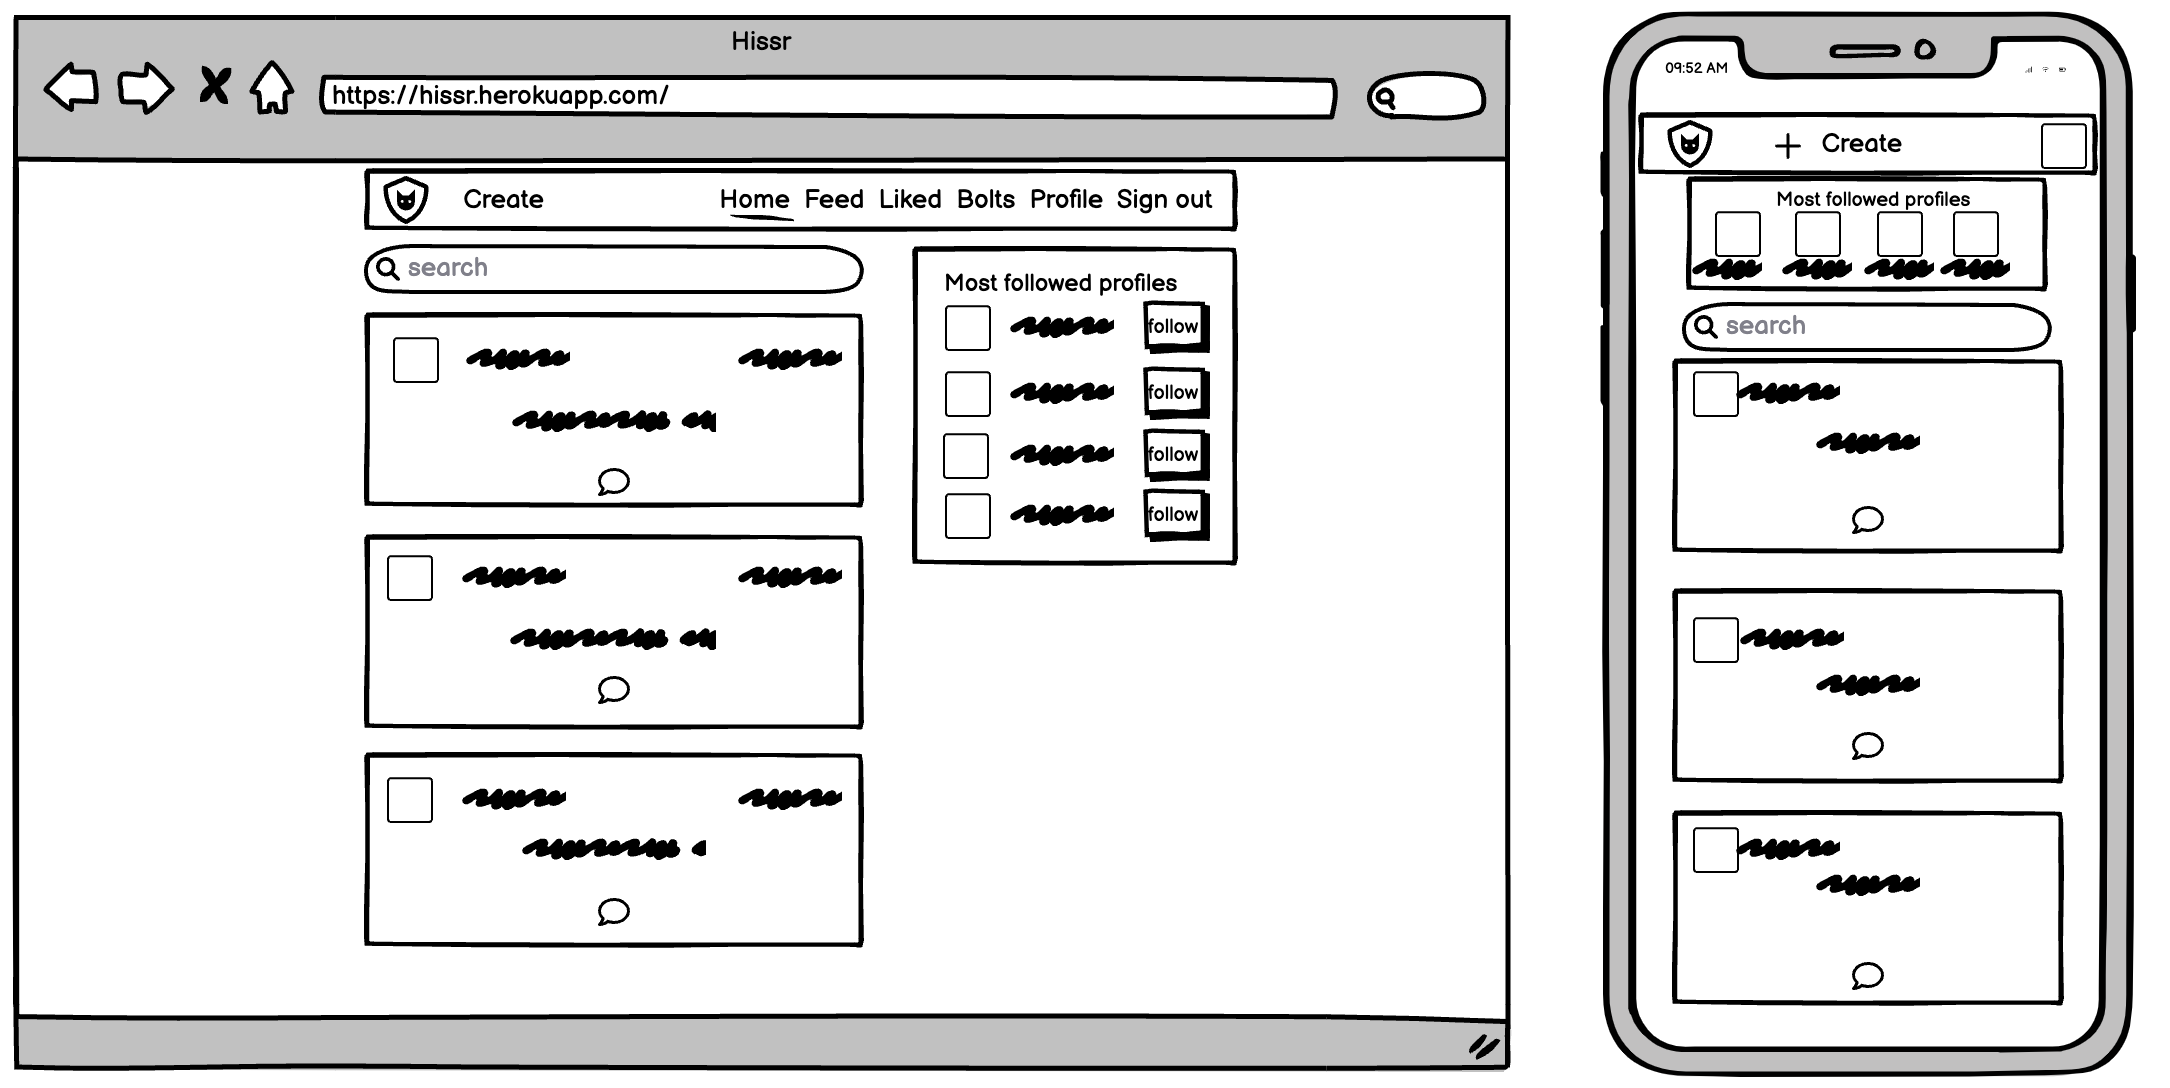 Hissr
https://hissr.herokuapp.com/
Create Home Feed Liked Bolts Profile Sign out
search
Most followed profiles
follow
follow
follow
follow
09:52 AM
+ Create
Most followed profiles
search